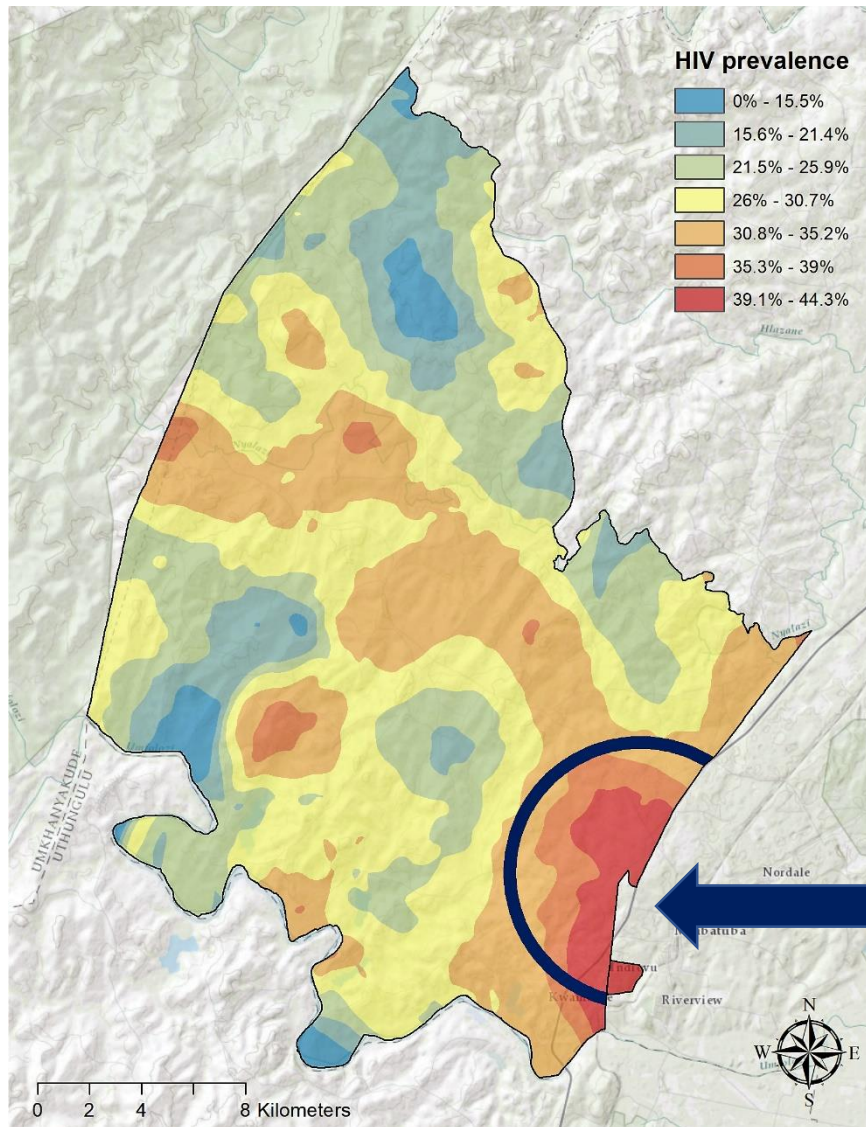 HIV prevalence
0% - 15.5%
15.6% - 21.4%
21.5% - 25.9%
26% - 30.7%
30.8% - 35.2%
35.3% - 39%
39.1% - 44.3%
Hlazane
Nyalazi
Nyalazi
UMKHANYAKUDE
UTHUNGULU
Nordale
Riverview
N
W
E
S
0 2 4 8 Kilometers